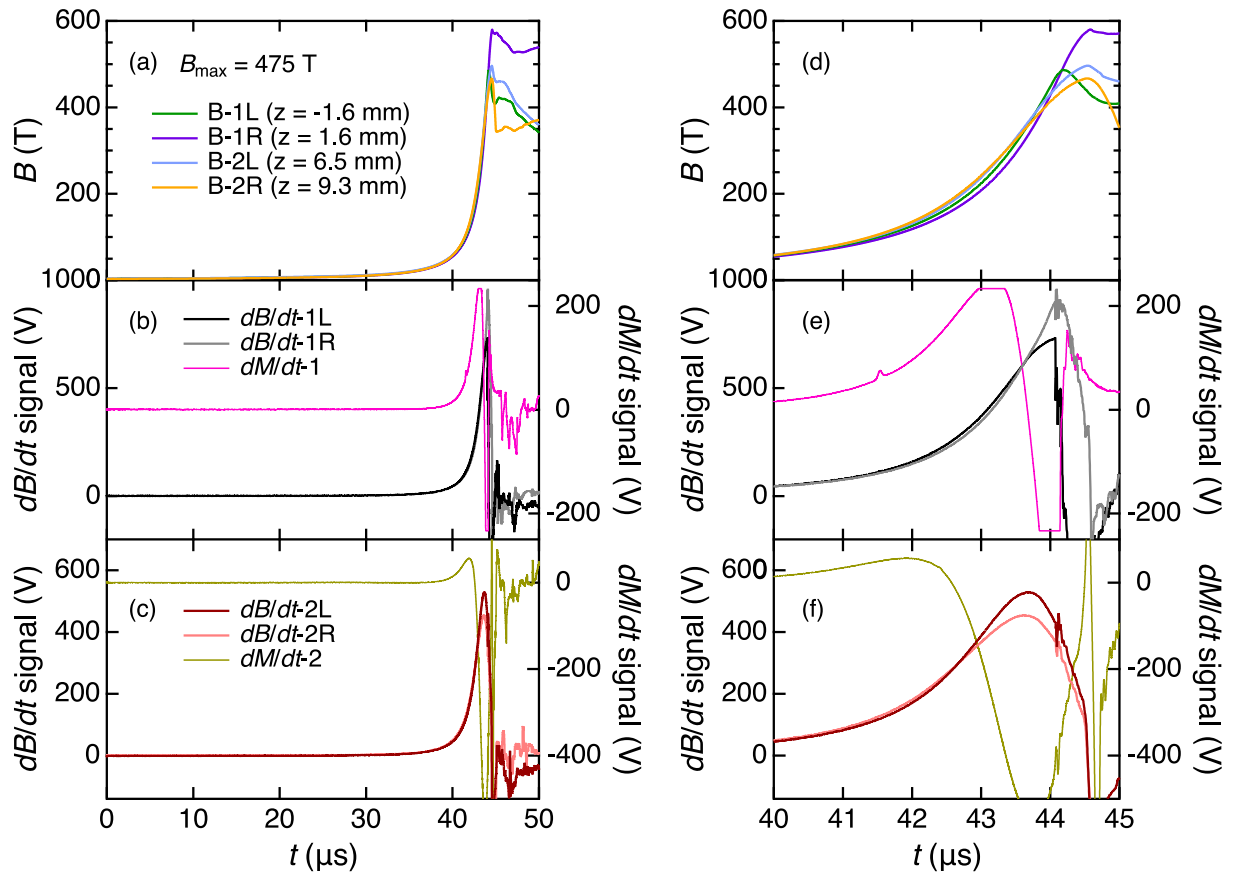 600
400
200
B (T)
(a)
B_max = 475 T
B-1L (z = -1.6 mm)
B-1R (z = 1.6 mm)
B-2L (z = 6.5 mm)
B-2R (z = 9.3 mm)
1000
500
0
dB/dt signal (V)
(b)
dB/dt-1L
dB/dt-1R
dM/dt-1
200
0
-200
dM/dt signal (V)
600
400
200
0
dB/dt signal (V)
(c)
dB/dt-2L
dB/dt-2R
dM/dt-2
0
-200
-400
dM/dt signal (V)
0 10 20 30 40 50
t (µs)
600
400
200
B (T)
(d)
1000
500
0
dB/dt signal (V)
(e)
200
0
-200
dM/dt signal (V)
600
400
200
0
dB/dt signal (V)
(f)
0
-200
-400
dM/dt signal (V)
40 41 42 43 44 45
t (µs)